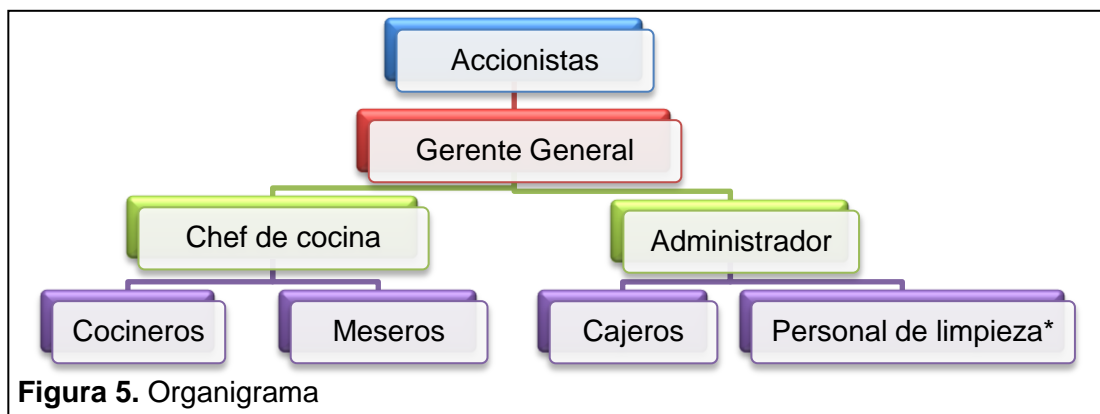 Accionistas
Gerente General
Chef de cocina
Administrador
Cocineros
Meseros
Cajeros
Personal de limpieza*
Figura 5. Organigrama